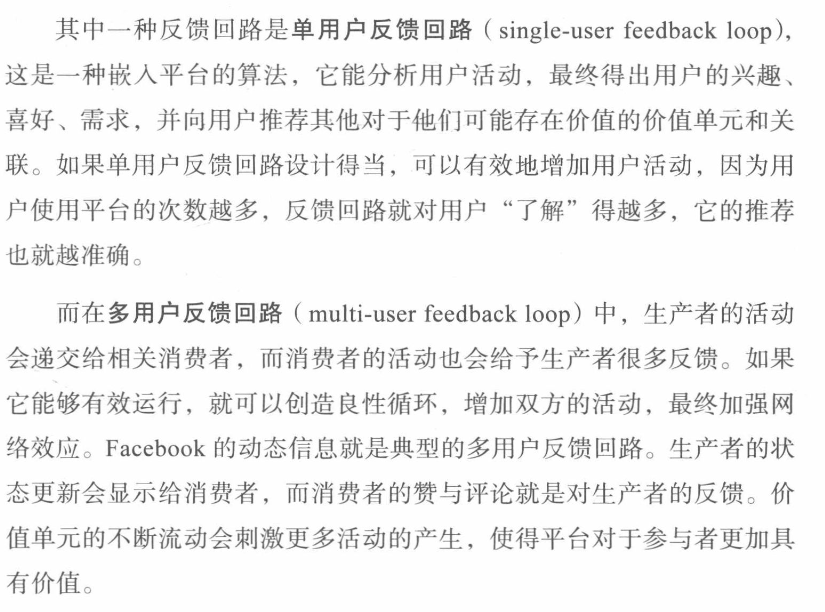 其中一种反馈回路是单用户反馈回路（single-user feedback loop），
这是一种嵌入平台的算法，它能分析用户活动，最终得出用户的兴趣、
喜好、需求，并向用户推荐其他对于他们可能存在价值的价值单元和关
联。如果单用户反馈回路设计得当，可以有效地增加用户活动，因为用
户使用平台的次数越多，反馈回路就对用户“了解”得越多，它的推荐
也就越准确。
而在多用户反馈回路（multi-user feedback loop）中，生产者的活动
会递交给相关消费者，而消费者的活动也会给予生产者很多反馈。如果
它能够有效运行，就可以创造良性循环，增加双方的活动，最终加强网
络效应。Facebook 的动态信息就是典型的多用户反馈回路。生产者的状
态更新会显示给消费者，而消费者的赞与评论就是对生产者的反馈。价
值单元的不断流动会刺激更多活动的产生，使得平台对于参与者更加具
有价值。